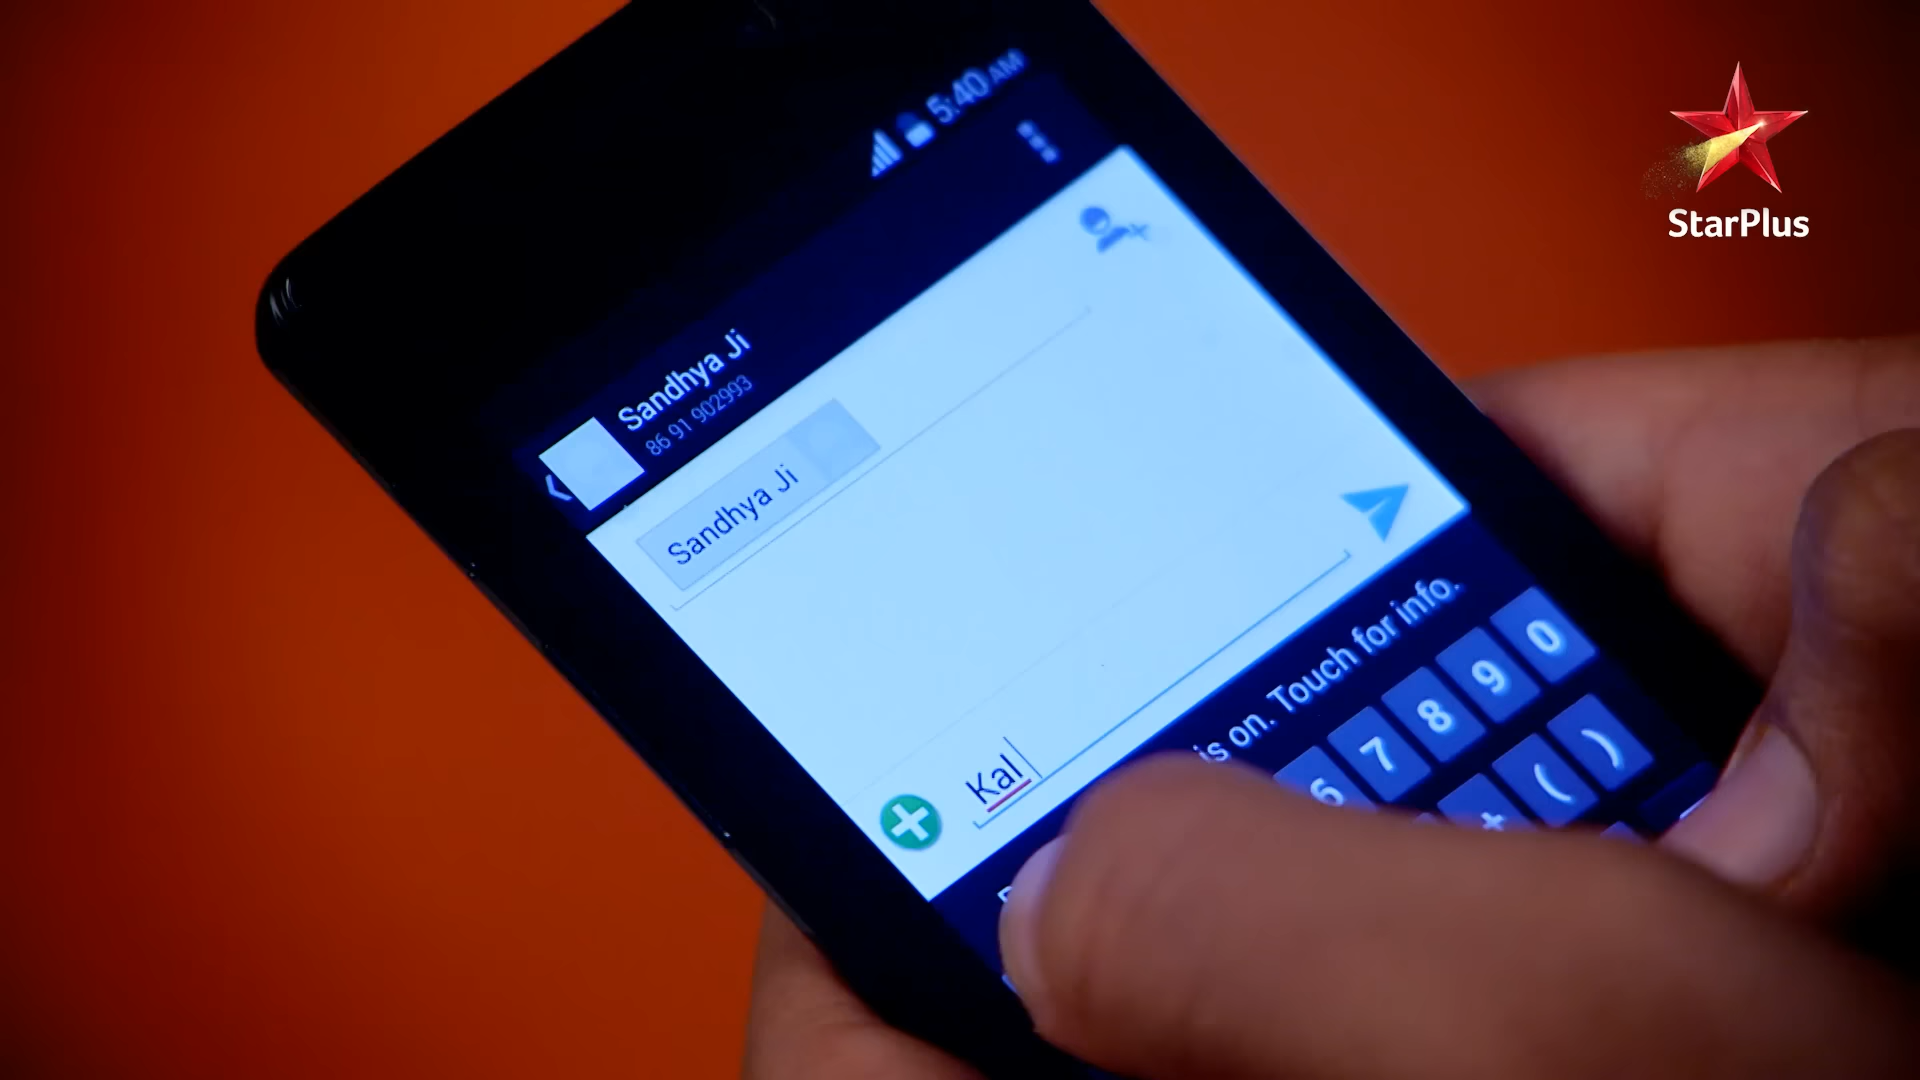 5:40 AM
StarPlus
Sandhya Ji
86 91 902993
Sandhya Ji
Kal
is on. Touch for info.
6 7 8 9 0
+ ( )